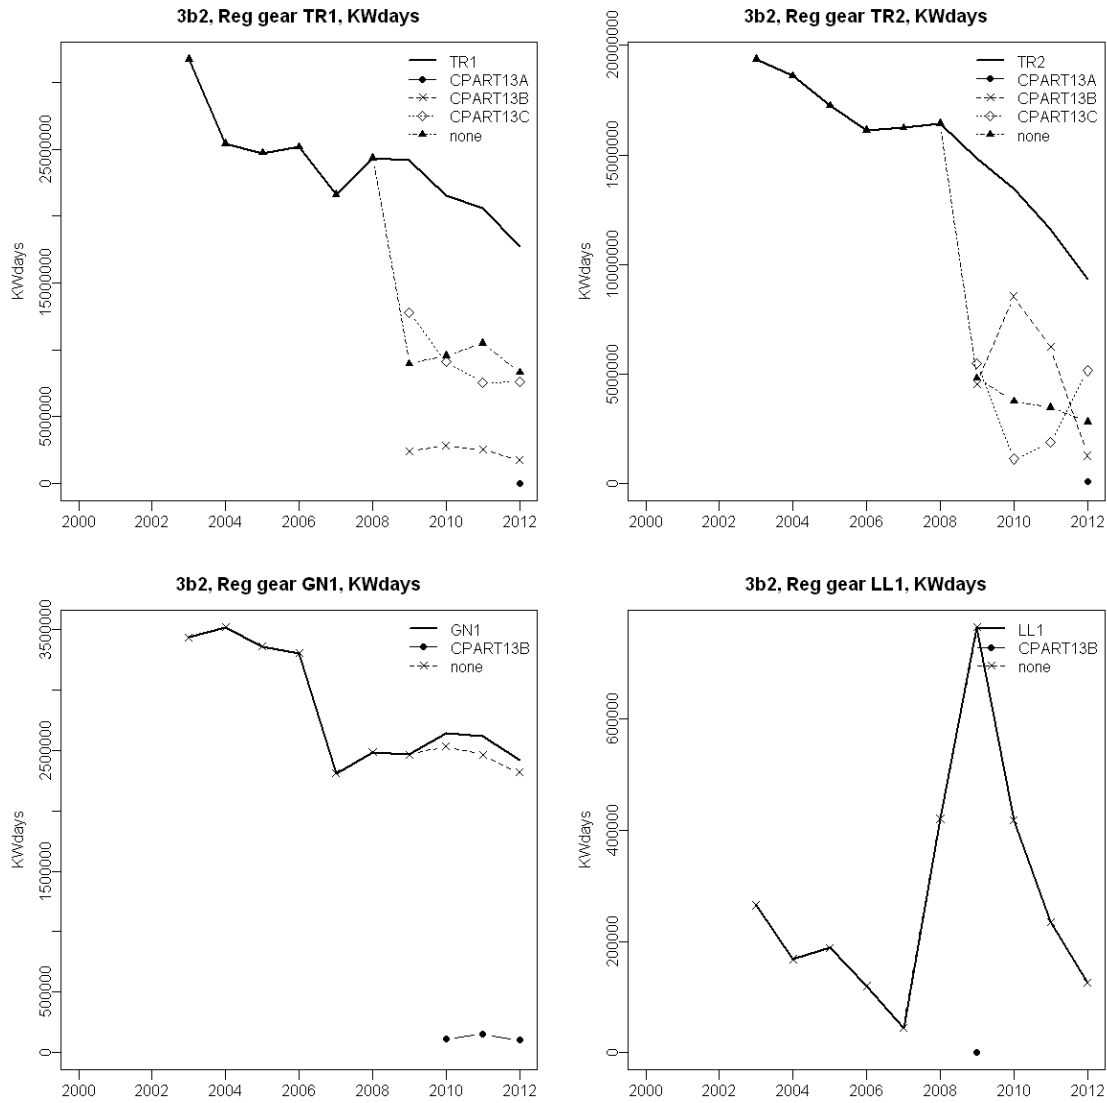 3b2, Reg gear TR1, KWdays
TR1
CPART13A
CPART13B
CPART13C
none
KWdays
25000000
15000000
5000000
0
2000 2002 2004 2006 2008 2010 2012
3b2, Reg gear TR2, KWdays
TR2
CPART13A
CPART13B
CPART13C
none
KWdays
20000000
15000000
10000000
5000000
0
2000 2002 2004 2006 2008 2010 2012
3b2, Reg gear GN1, KWdays
GN1
CPART13B
none
KWdays
3500000
2500000
1500000
500000
0
2000 2002 2004 2006 2008 2010 2012
3b2, Reg gear LL1, KWdays
LL1
CPART13B
none
KWdays
600000
400000
200000
0
2000 2002 2004 2006 2008 2010 2012